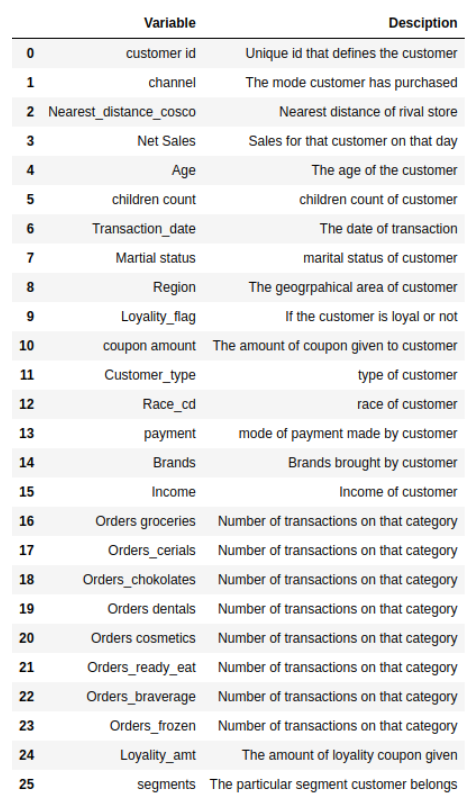 Variable Desciption
0 customer id Unique id that defines the customer
1 channel The mode customer has purchased
2 Nearest_distance_cosco Nearest distance of rival store
3 Net Sales Sales for that customer on that day
4 Age The age of the customer
5 children count children count of customer
6 Transaction_date The date of transaction
7 Martial status marital status of customer
8 Region The geogrpahical area of customer
9 Loyality_flag If the customer is loyal or not
10 coupon amount The amount of coupon given to customer
11 Customer_type type of customer
12 Race_cd race of customer
13 payment mode of payment made by customer
14 Brands Brands brought by customer
15 Income Income of customer
16 Orders groceries Number of transactions on that category
17 Orders_cerials Number of transactions on that category
18 Orders_chokolates Number of transactions on that category
19 Orders dentals Number of transactions on that category
20 Orders cosmetics Number of transactions on that category
21 Orders_ready_eat Number of transactions on that category
22 Orders_braverage Number of transactions on that category
23 Orders_frozen Number of transactions on that category
24 Loyality_amt The amount of loyality coupon given
25 segments The particular segment customer belongs